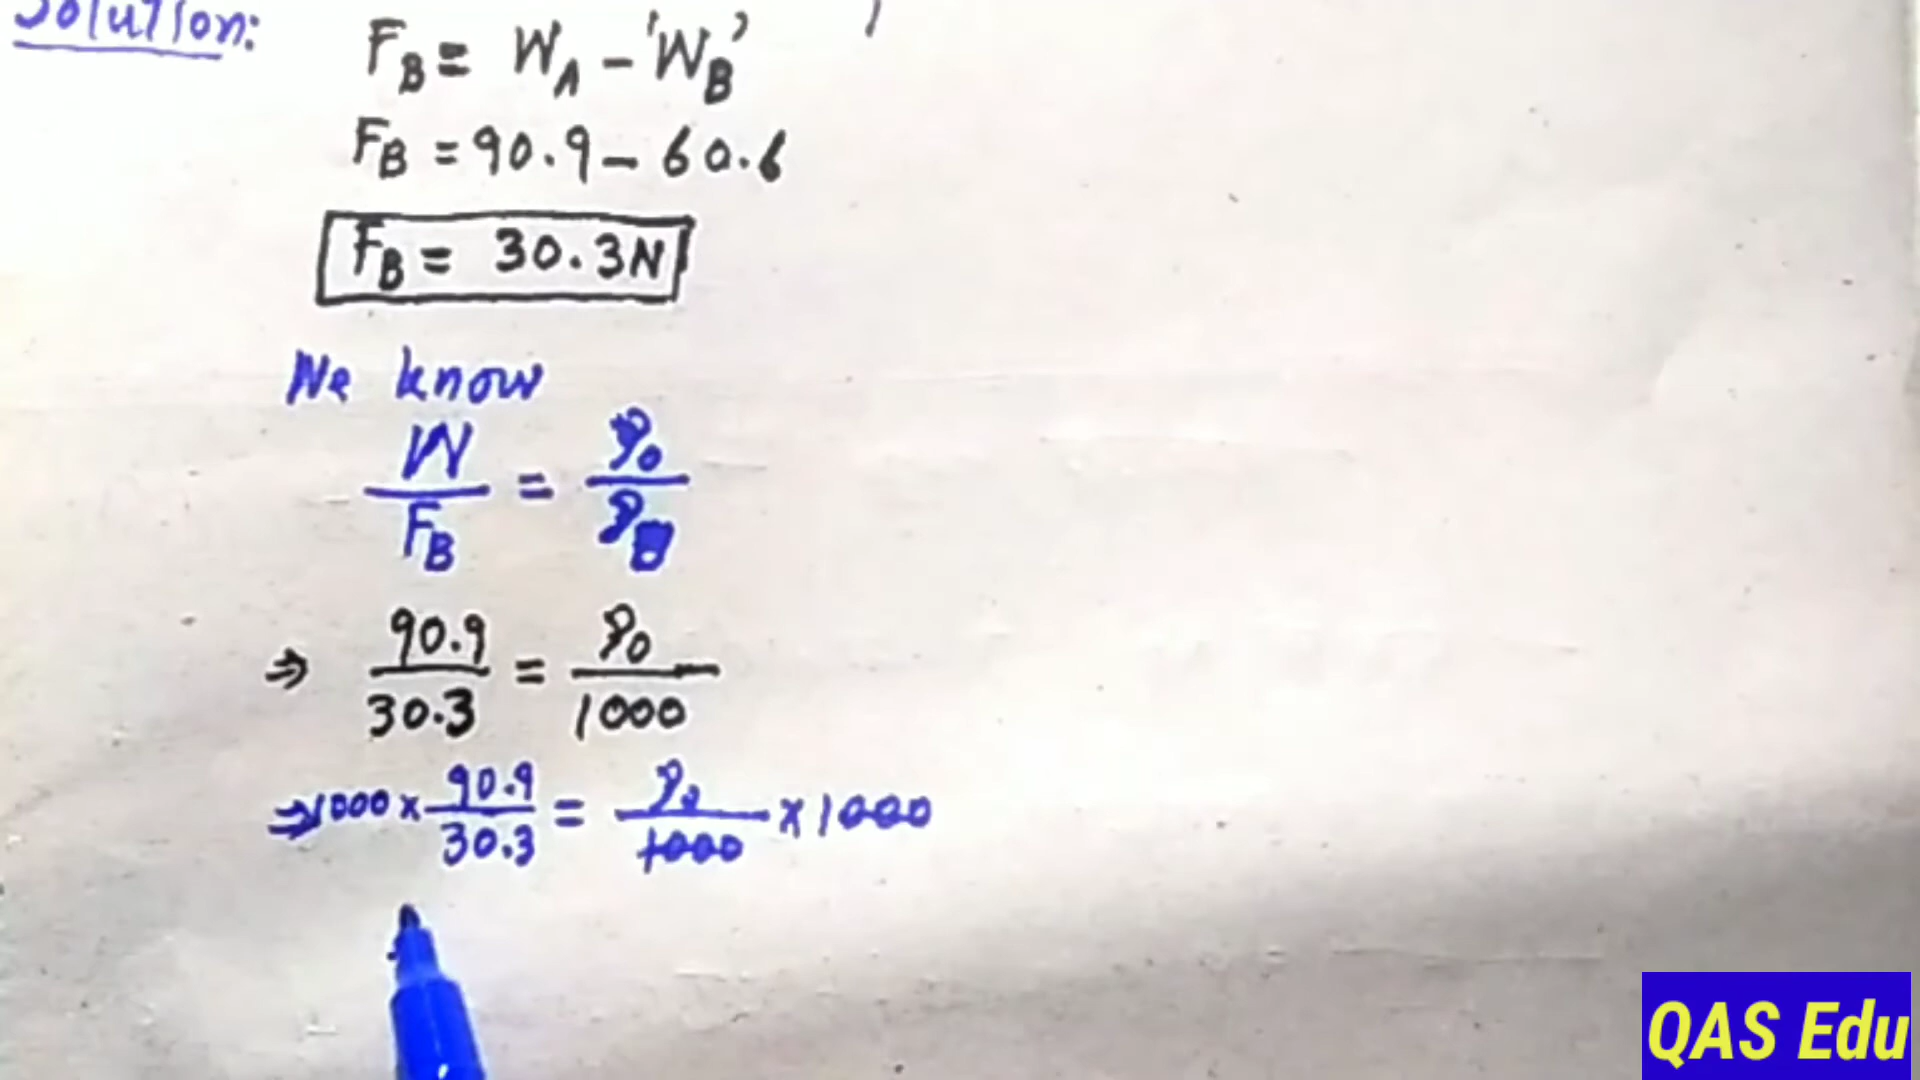 Solution:
F_B = W_A - 'W_B'
F_B = 90.9 - 60.6
F_B = 30.3N
We know
W/F_B = ρ_o/ρ_B
⇒ 90.9/30.3 = ρ_o/1000
⇒ 1000 × 90.9/30.3 = ρ_o/1000 × 1000
QAS Edu